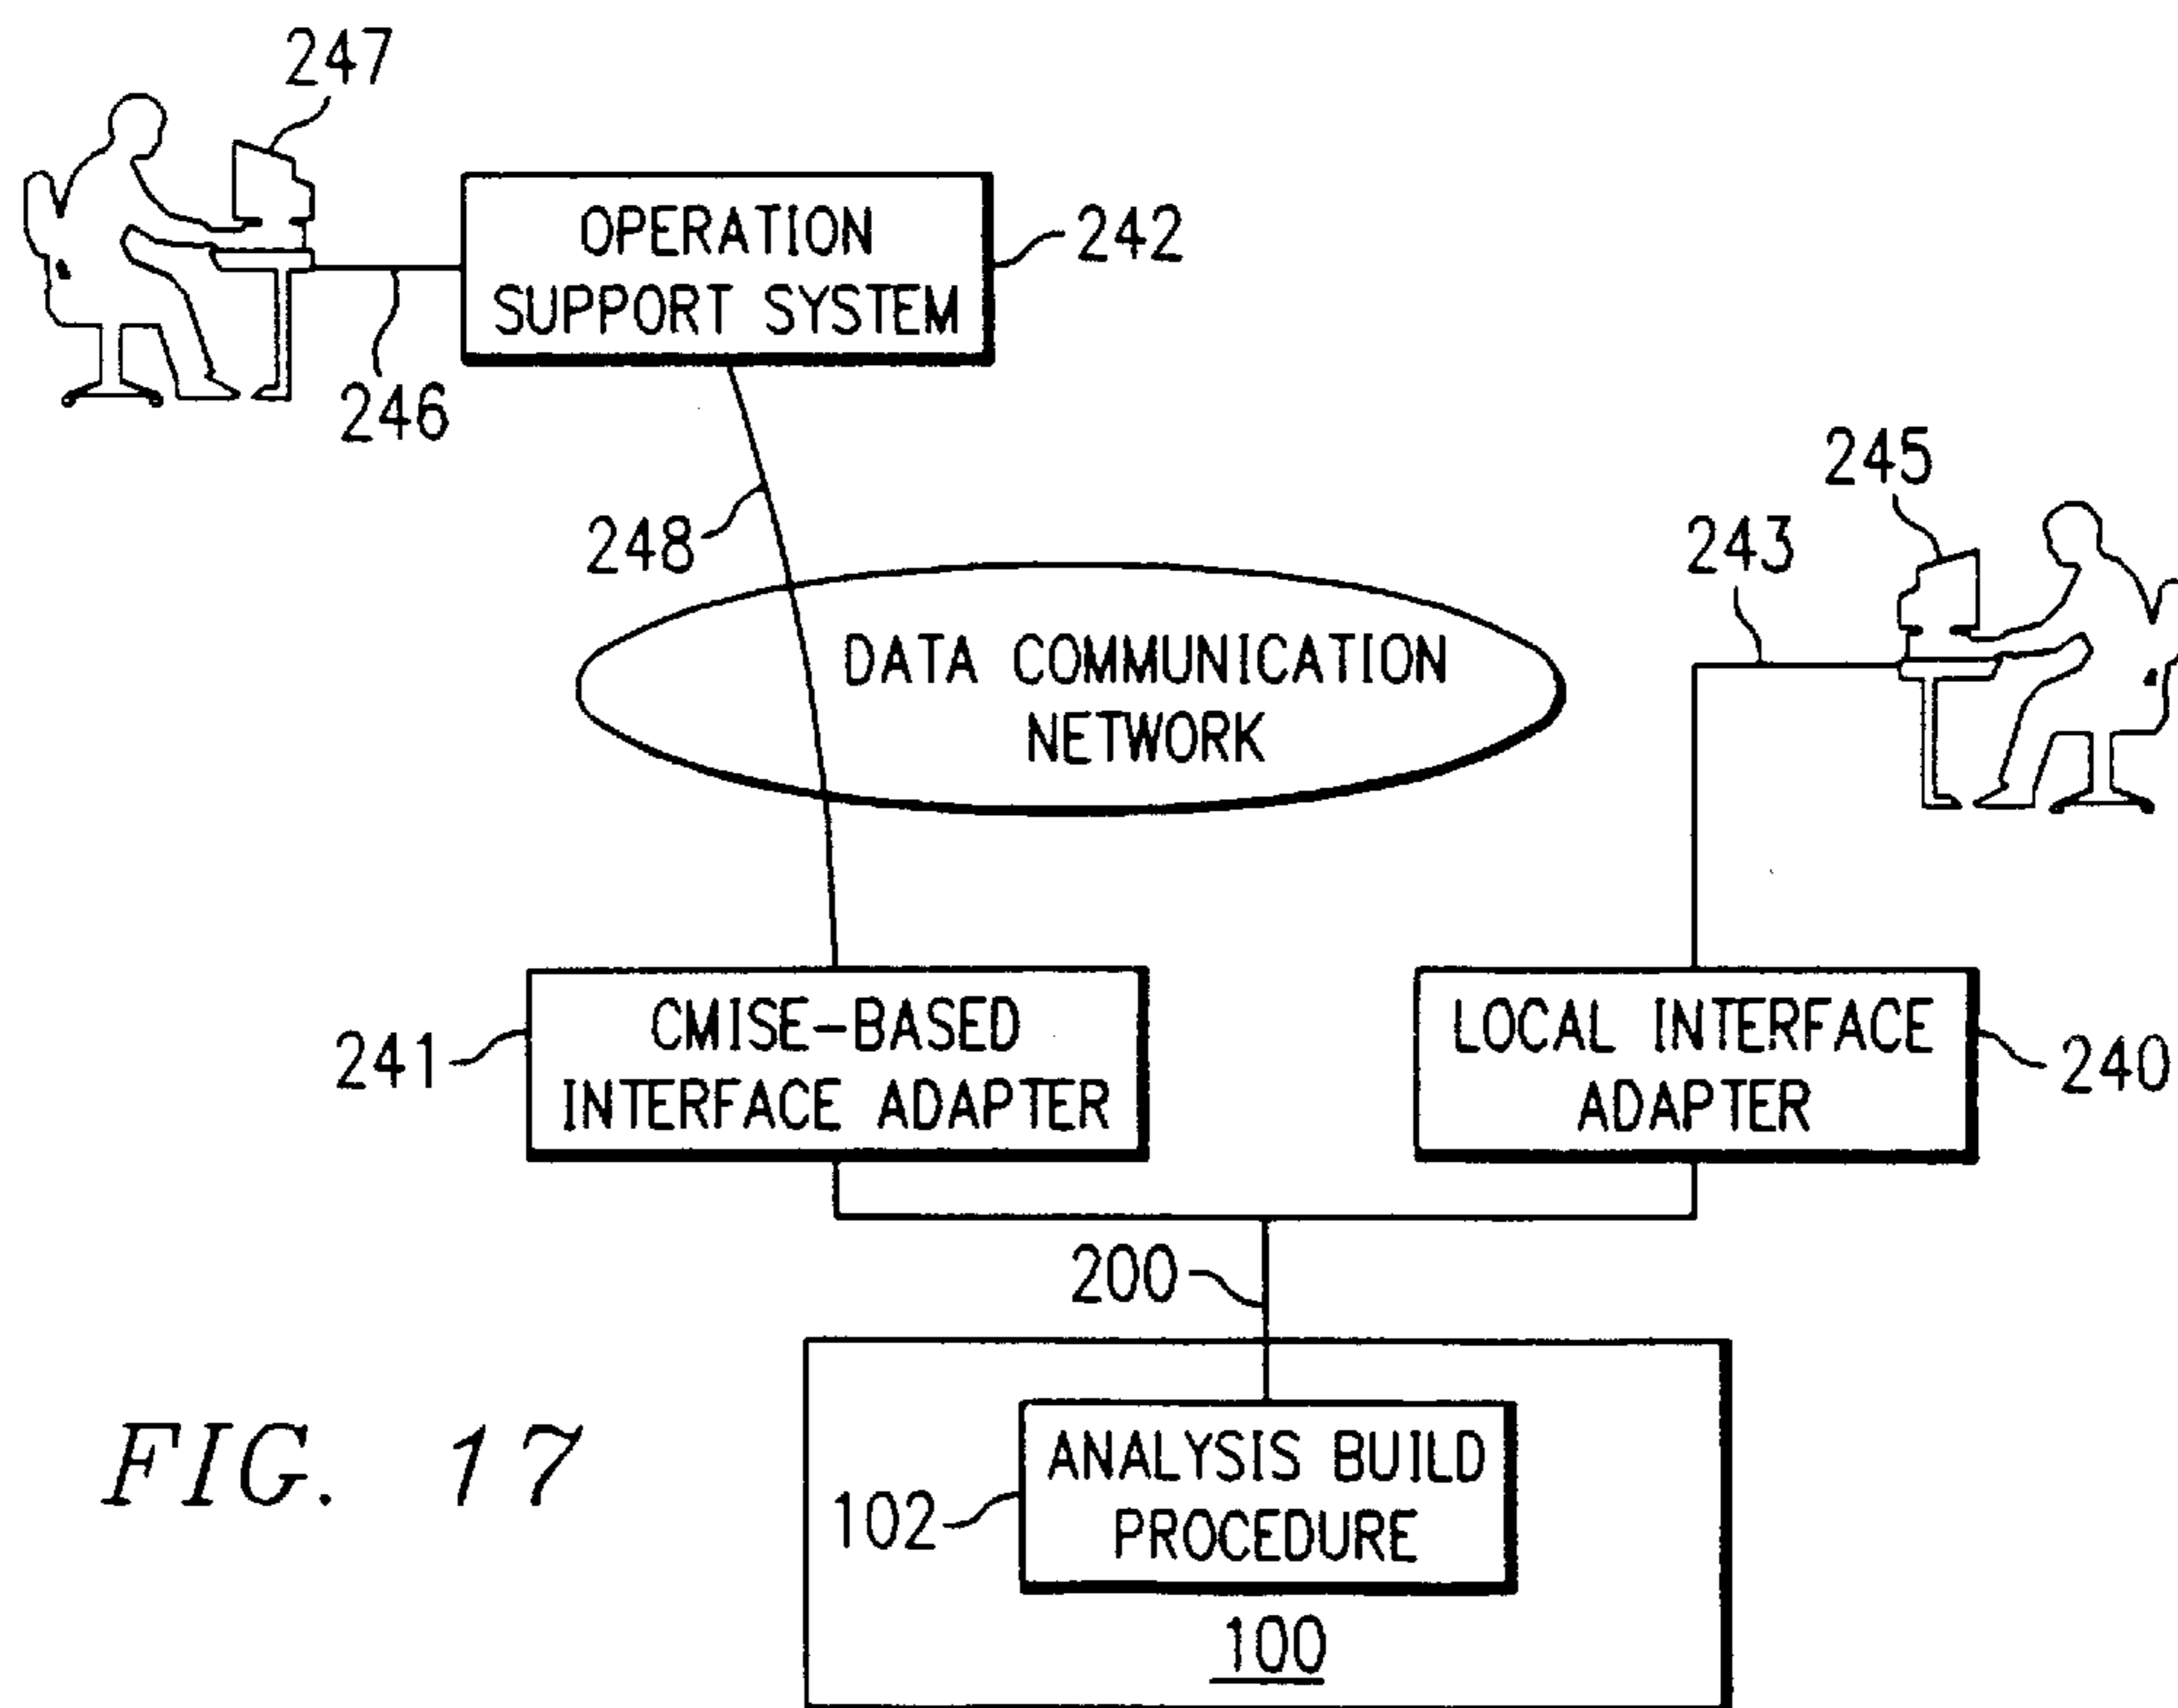 247
OPERATION
SUPPORT SYSTEM
242
246
248
245
243
DATA COMMUNICATION
NETWORK
241
CMISE-BASED
INTERFACE ADAPTER
LOCAL INTERFACE
ADAPTER
240
200
FIG. 17
102
ANALYSIS BUILD
PROCEDURE
100